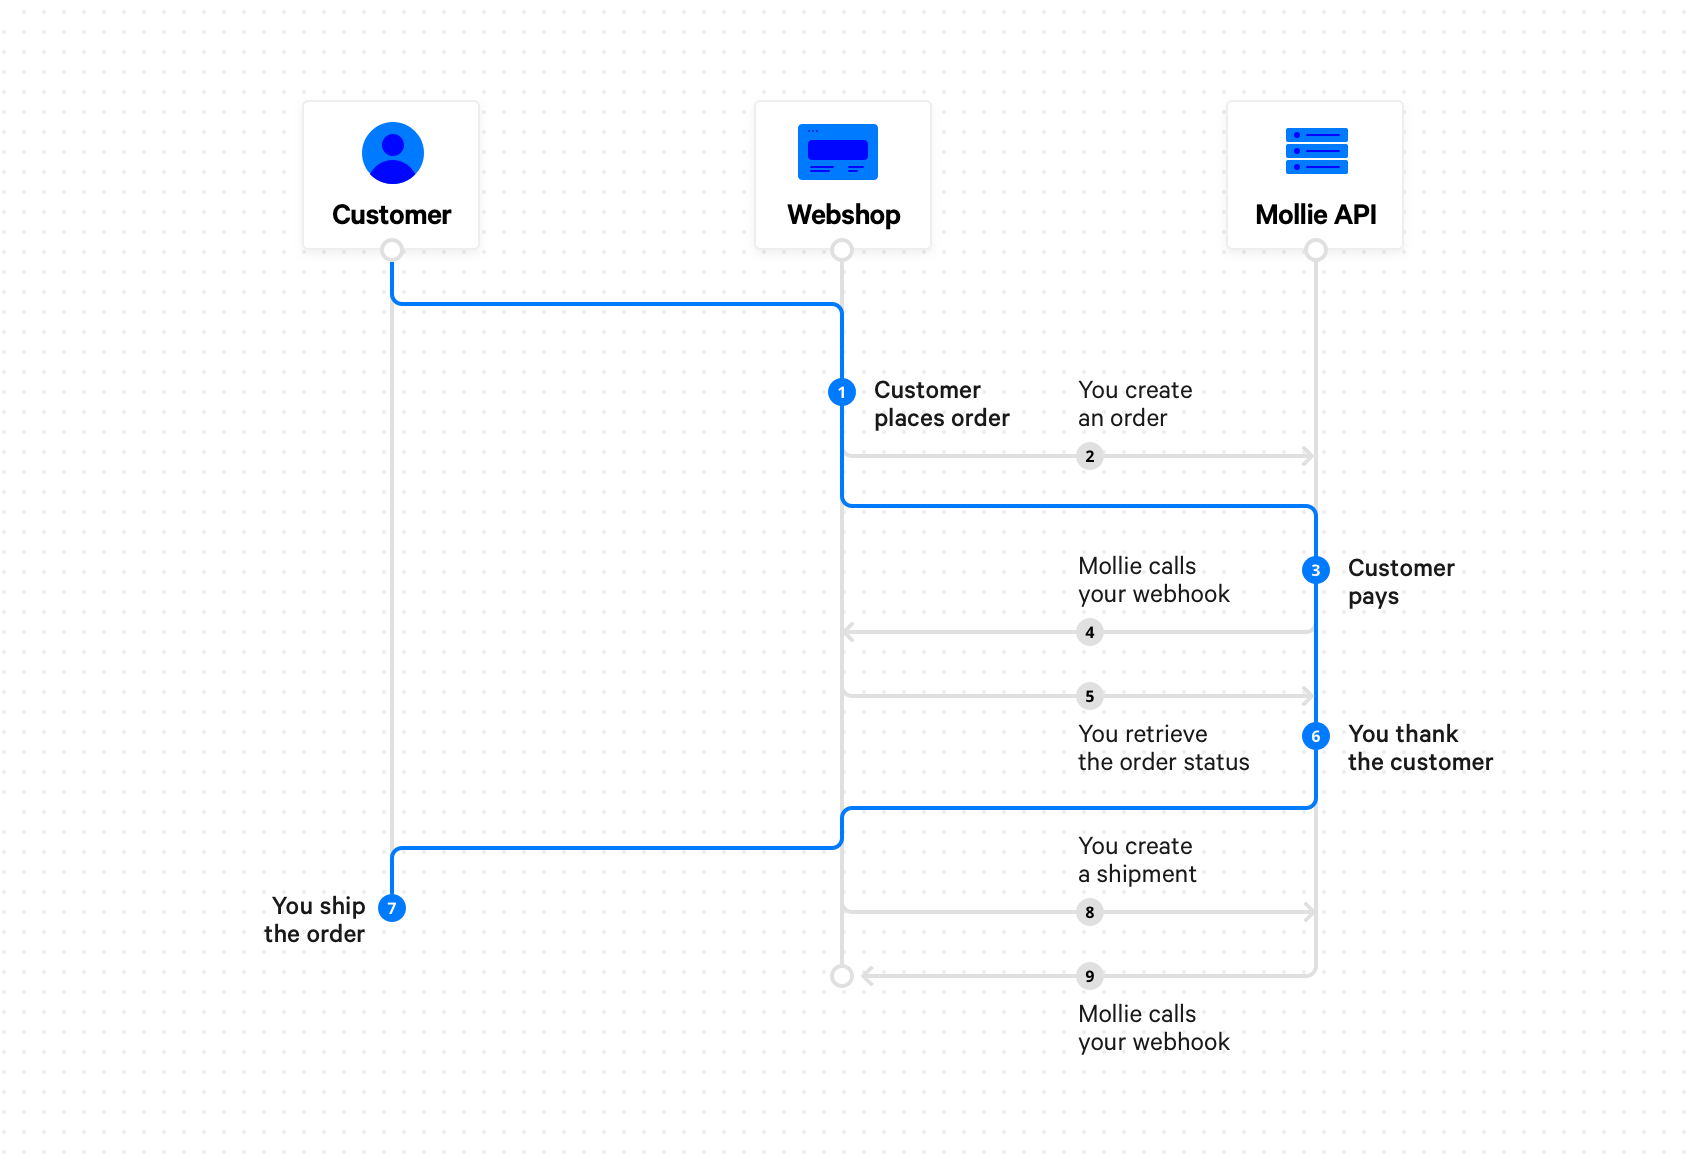 Customer
Webshop
Mollie API
1
Customer
places order
You create
an order
2
Mollie calls
your webhook
3
Customer
pays
4
5
You retrieve
the order status
6
You thank
the customer
You create
a shipment
You ship
the order
7
8
9
Mollie calls
your webhook